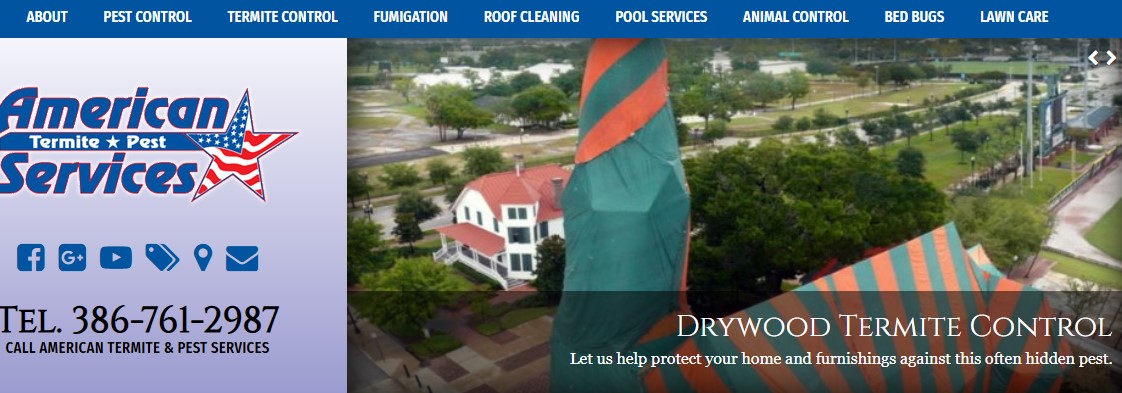 ABOUT PEST CONTROL TERMITE CONTROL FUMIGATION ROOF CLEANING POOL SERVICES ANIMAL CONTROL BED BUGS LAWN CARE
American
Termite ★ Pest
Services
TEL. 386-761-2987
CALL AMERICAN TERMITE & PEST SERVICES
DRYWOOD TERMITE CONTROL
Let us help protect your home and furnishings against this often hidden pest.